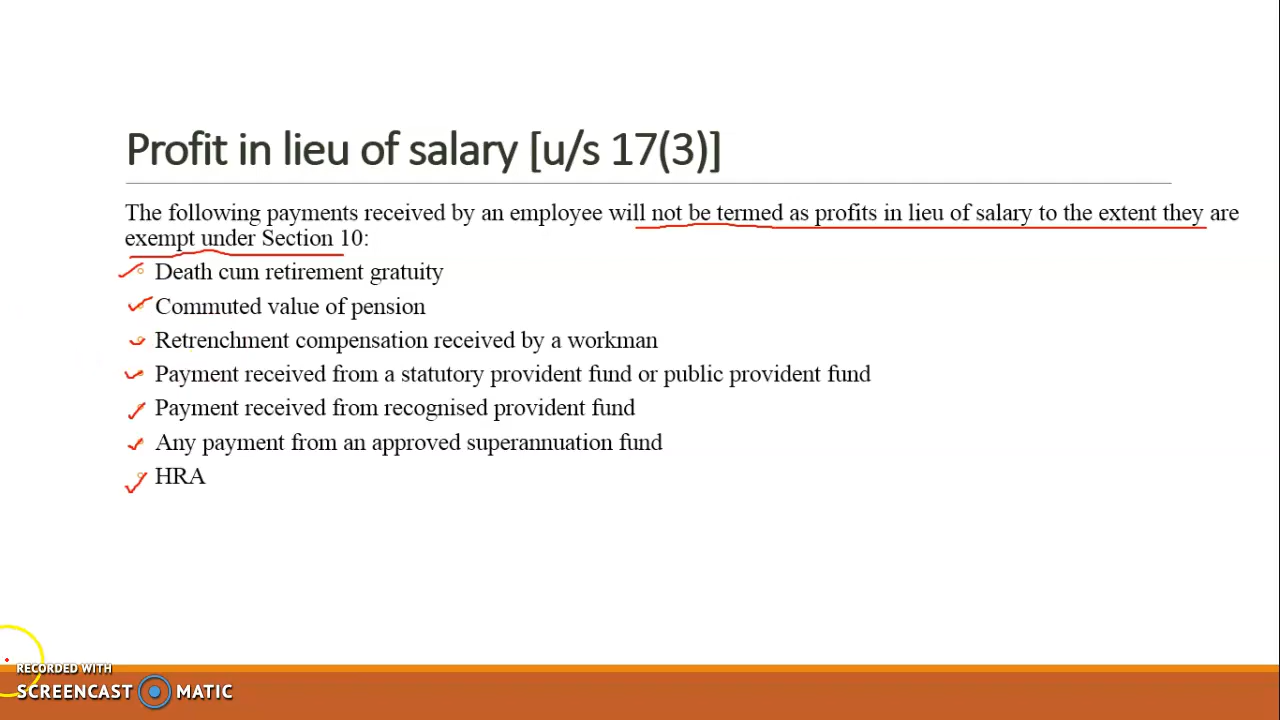 Profit in lieu of salary [u/s 17(3)]
The following payments received by an employee will not be termed as profits in lieu of salary to the extent they are
exempt under Section 10:
Death cum retirement gratuity
Commuted value of pension
Retrenchment compensation received by a workman
Payment received from a statutory provident fund or public provident fund
Payment received from recognised provident fund
Any payment from an approved superannuation fund
HRA
RECORDED WITH
SCREENCAST MATIC